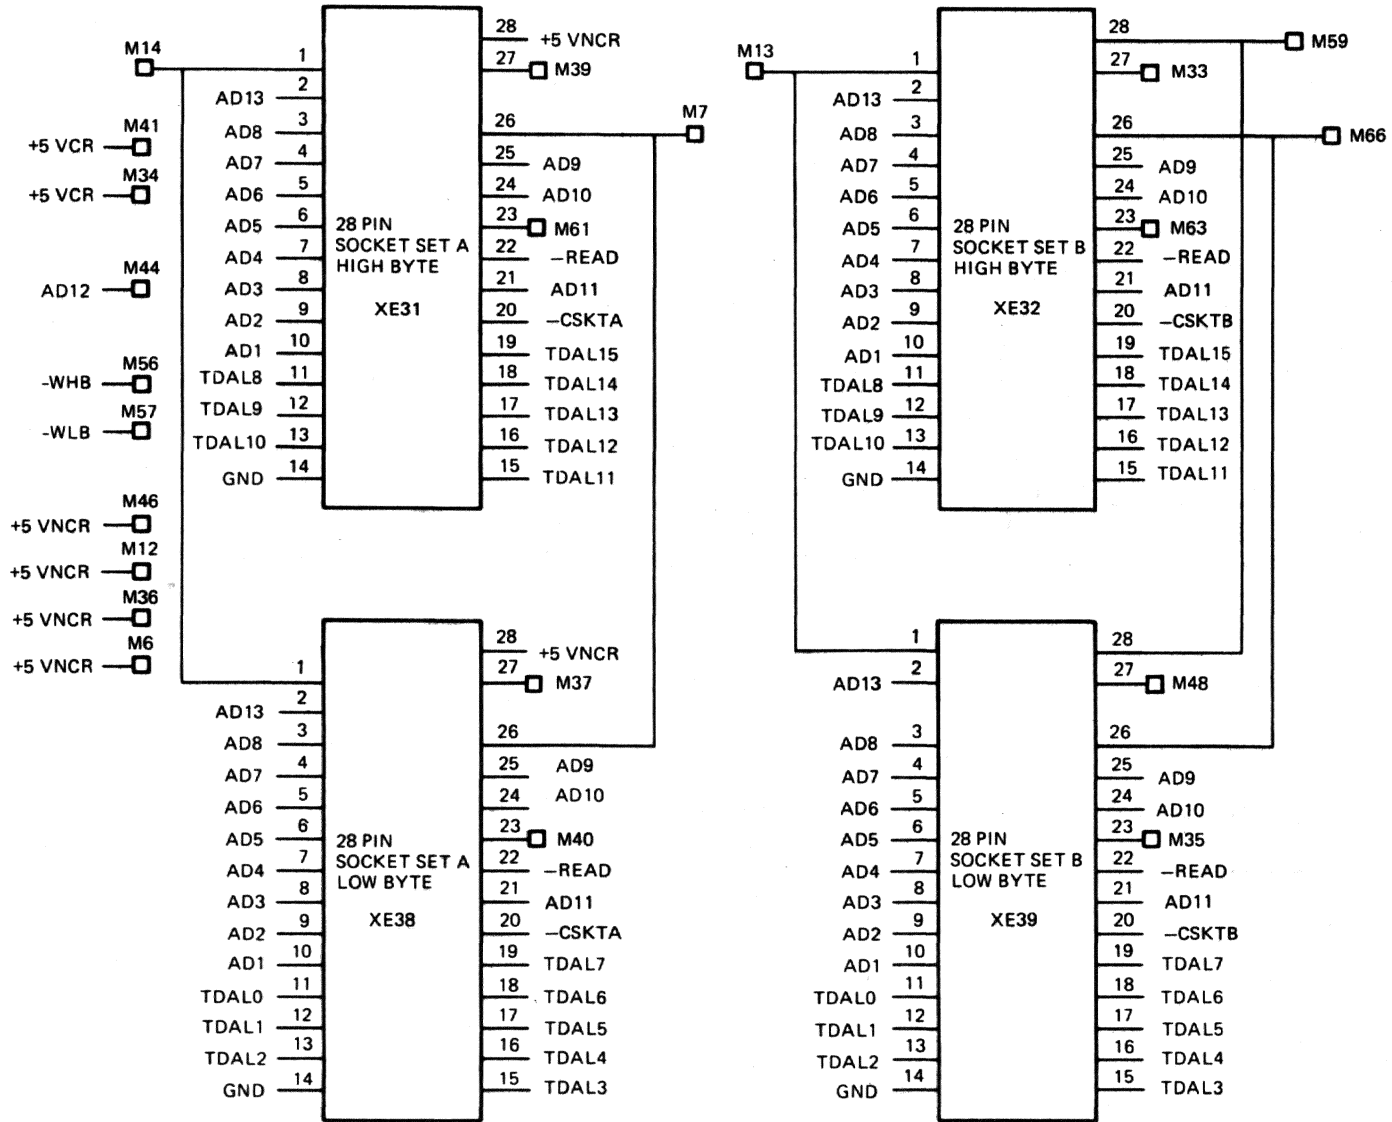 M14
M41
+5 VCR
M34
+5 VCR
M44
AD12
M56
-WHB
M57
-WLB
M46
+5 VNCR
M12
+5 VNCR
M36
+5 VNCR
M6
+5 VNCR
1
2 AD13
3 AD8
4 AD7
5 AD6
6 AD5
7 AD4
8 AD3
9 AD2
10 AD1
11 TDAL8
12 TDAL9
13 TDAL10
14 GND
28 PIN
SOCKET SET A
HIGH BYTE
XE31
28 +5 VNCR
27 M39
26 M7
25 AD9
24 AD10
23 M61
22 –READ
21 AD11
20 –CSKTA
19 TDAL15
18 TDAL14
17 TDAL13
16 TDAL12
15 TDAL11
M13
1
2 AD13
3 AD8
4 AD7
5 AD6
6 AD5
7 AD4
8 AD3
9 AD2
10 AD1
11 TDAL8
12 TDAL9
13 TDAL10
14 GND
28 PIN
SOCKET SET B
HIGH BYTE
XE32
28 M59
27 M33
26 M66
25 AD9
24 AD10
23 M63
22 –READ
21 AD11
20 –CSKTB
19 TDAL15
18 TDAL14
17 TDAL13
16 TDAL12
15 TDAL11
1
2 AD13
3 AD8
4 AD7
5 AD6
6 AD5
7 AD4
8 AD3
9 AD2
10 AD1
11 TDAL0
12 TDAL1
13 TDAL2
14 GND
28 PIN
SOCKET SET A
LOW BYTE
XE38
28 +5 VNCR
27 M37
26
25 AD9
24 AD10
23 M40
22 –READ
21 AD11
20 –CSKTA
19 TDAL7
18 TDAL6
17 TDAL5
16 TDAL4
15 TDAL3
1
2 AD13
3 AD8
4 AD7
5 AD6
6 AD5
7 AD4
8 AD3
9 AD2
10 AD1
11 TDAL0
12 TDAL1
13 TDAL2
14 GND
28 PIN
SOCKET SET B
LOW BYTE
XE39
28
27 M48
26
25 AD9
24 AD10
23 M35
22 –READ
21 AD11
20 –CSKTB
19 TDAL7
18 TDAL6
17 TDAL5
16 TDAL4
15 TDAL3